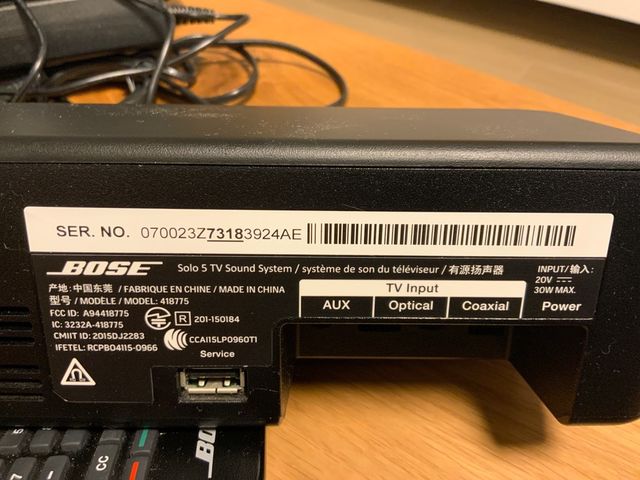 SER. NO. 070023Z73183924AE
BOSE Solo 5 TV Sound System / système de son du téléviseur / 有源扬声器
产地: 中国东莞 / FABRIQUÉ EN CHINE / MADE IN CHINA
型号 / MODÈLE / MODEL: 418775
FCC ID: A94418775
IC: 3232A-418775
CMIIT ID: 2015DJ2283
IFETEL: RCPBO4115-0966
R 201-150184
CCAI15LP0960T1
Service
TV Input
AUX Optical Coaxial
INPUT/输入:
20V
30W MAX.
Power
CC
BOSE